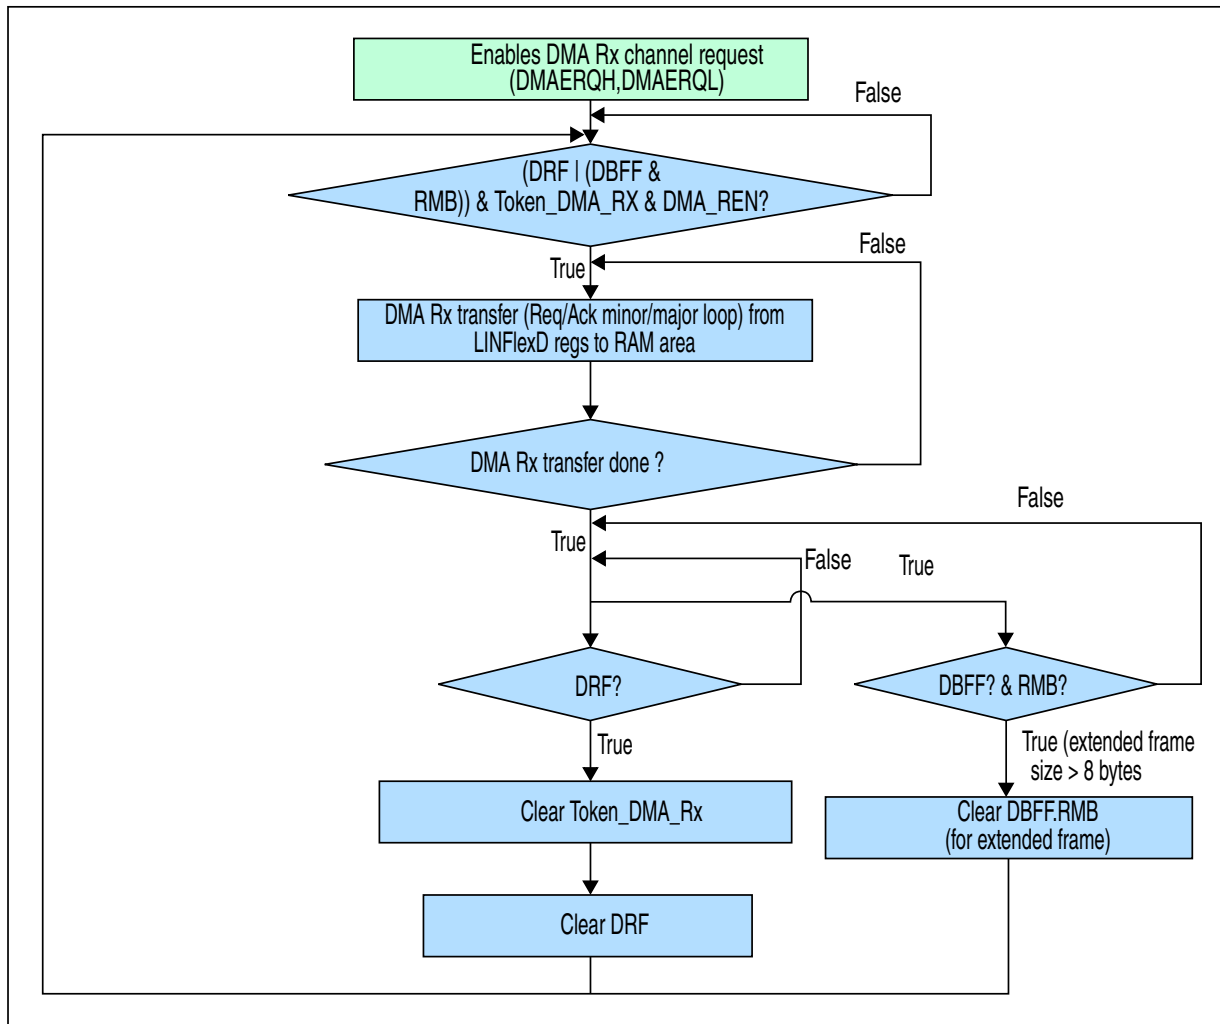 Enables DMA Rx channel request
(DMAERQH,DMAERQL)
False
(DRF | (DBFF &
RMB)) & Token_DMA_RX & DMA_REN?
False
True
DMA Rx transfer (Req/Ack minor/major loop) from
LINFlexD regs to RAM area
DMA Rx transfer done ?
False
True
False
True
DRF?
DBFF? & RMB?
True
True (extended frame
size > 8 bytes
Clear Token_DMA_Rx
Clear DBFF.RMB
(for extended frame)
Clear DRF